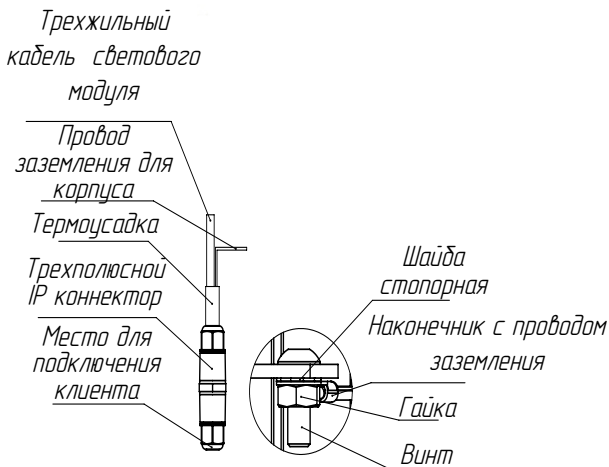 Трехжильный
кабель светового
модуля
Провод
заземления для
корпуса
Термоусадка
Трехполюсной
IP коннектор
Место для
подключения
клиента
Шайба
стопорная
Наконечник с проводом
заземления
Гайка
Винт